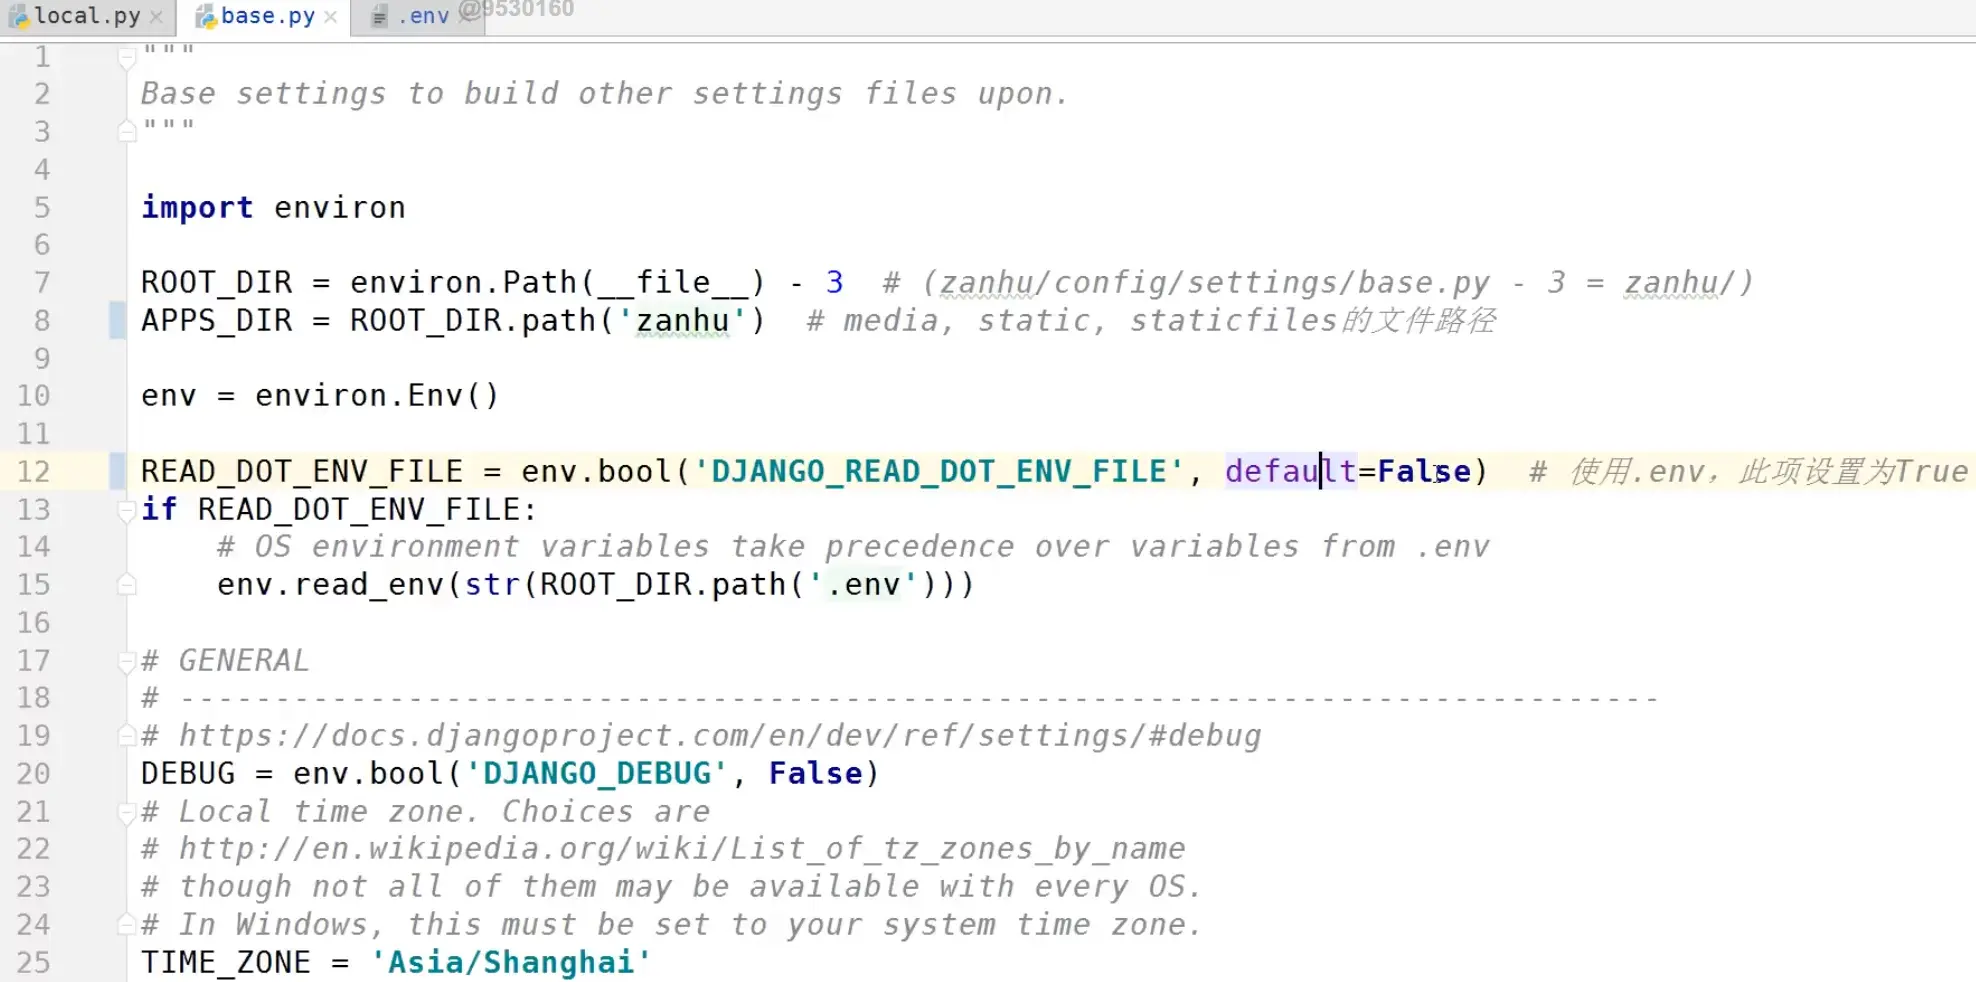 local.py base.py .env @9530160
1 """
2 Base settings to build other settings files upon.
3 """
4
5 import environ
6
7 ROOT_DIR = environ.Path(__file__) - 3  # (zanhu/config/settings/base.py - 3 = zanhu/)
8 APPS_DIR = ROOT_DIR.path('zanhu')  # media, static, staticfiles的文件路径
9
10 env = environ.Env()
11
12 READ_DOT_ENV_FILE = env.bool('DJANGO_READ_DOT_ENV_FILE', default=False)  # 使用.env，此项设置为True
13 if READ_DOT_ENV_FILE:
14     # OS environment variables take precedence over variables from .env
15     env.read_env(str(ROOT_DIR.path('.env')))
16
17 # GENERAL
18 # ------------------------------------------------------------------------------
19 # https://docs.djangoproject.com/en/dev/ref/settings/#debug
20 DEBUG = env.bool('DJANGO_DEBUG', False)
21 # Local time zone. Choices are
22 # http://en.wikipedia.org/wiki/List_of_tz_zones_by_name
23 # though not all of them may be available with every OS.
24 # In Windows, this must be set to your system time zone.
25 TIME_ZONE = 'Asia/Shanghai'